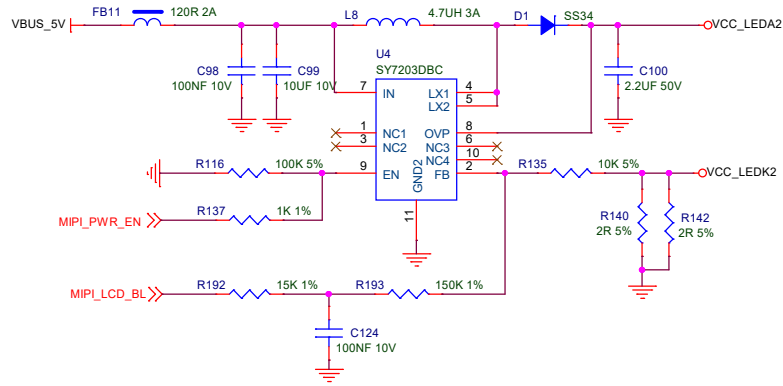 VBUS_5V
FB11 120R 2A
L8 4.7UH 3A
D1 SS34
VCC_LEDA2
C98
100NF 10V
C99
10UF 10V
U4
SY7203DBC
C100
2.2UF 50V
7 IN LX1 4
LX2 5
1 NC1 OVP 8
3 NC2 NC3 6
NC4 10
9 EN FB 2
GND2
11
R116 100K 5%
R135 10K 5%
VCC_LEDK2
MIPI_PWR_EN R137 1K 1%
R140
2R 5%
R142
2R 5%
MIPI_LCD_BL R192 15K 1% R193 150K 1%
C124
100NF 10V